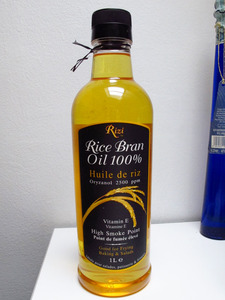 Rizi
Rice Bran
Oil 100%
Huile de riz
Oryzanol 2500 ppm
Vitamin E
Vitamine E
High Smoke Point
Point de fumée élevé
Good for Frying
Baking & Salads
1L℮